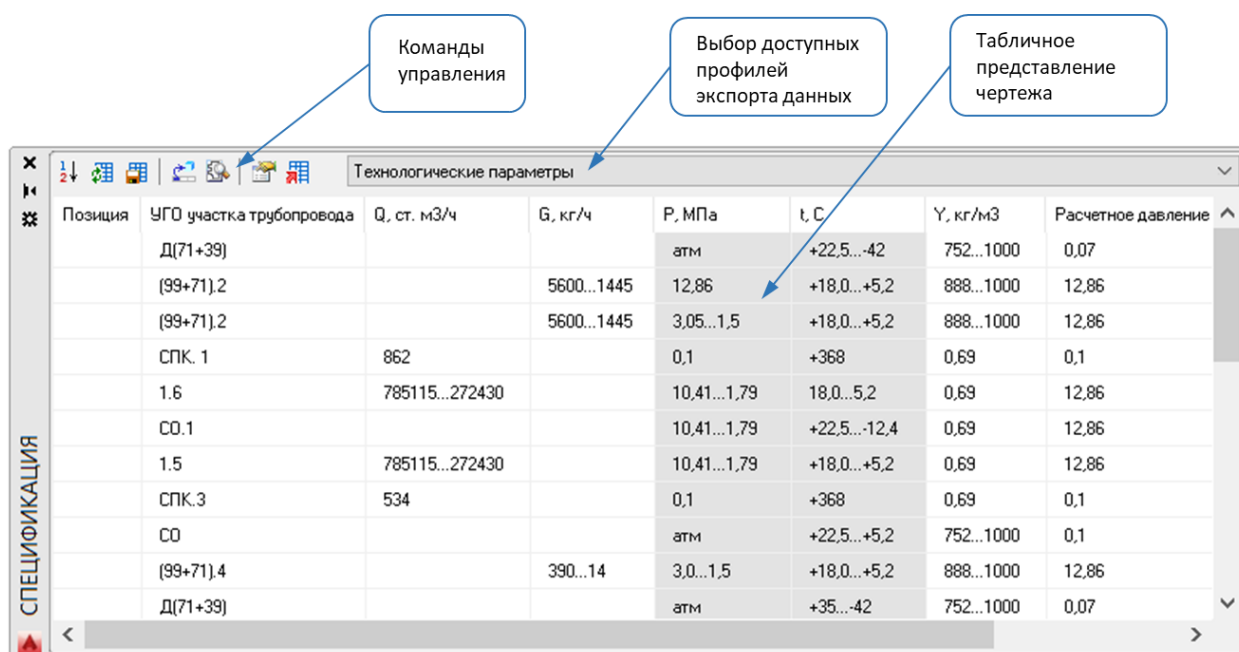 Команды
управления
Выбор доступных
профилей
экспорта данных
Табличное
представление
чертежа
Технологические параметры
Позиция УГО участка трубопровода Q, ст. м3/ч G, кг/ч P, МПа t, C Y, кг/м3 Расчетное давление
Д(71+39) атм +22,5...-42 752...1000 0,07
(99+71).2 5600...1445 12,86 +18,0...+5,2 888...1000 12,86
(99+71).2 5600...1445 3,05...1,5 +18,0...+5,2 888...1000 12,86
СПК. 1 862 0,1 +368 0,69 0,1
1.6 785115...272430 10,41...1,79 18,0...5,2 0,69 12,86
СО.1 10,41...1,79 +22,5...-12,4 0,69 12,86
1.5 785115...272430 10,41...1,79 +18,0...+5,2 0,69 12,86
СПК.3 534 0,1 +368 0,69 0,1
СО атм +22,5...+5,2 752...1000 0,1
(99+71).4 390...14 3,0...1,5 +18,0...+5,2 888...1000 12,86
Д(71+39) атм +35...-42 752...1000 0,07
СПЕЦИФИКАЦИЯ